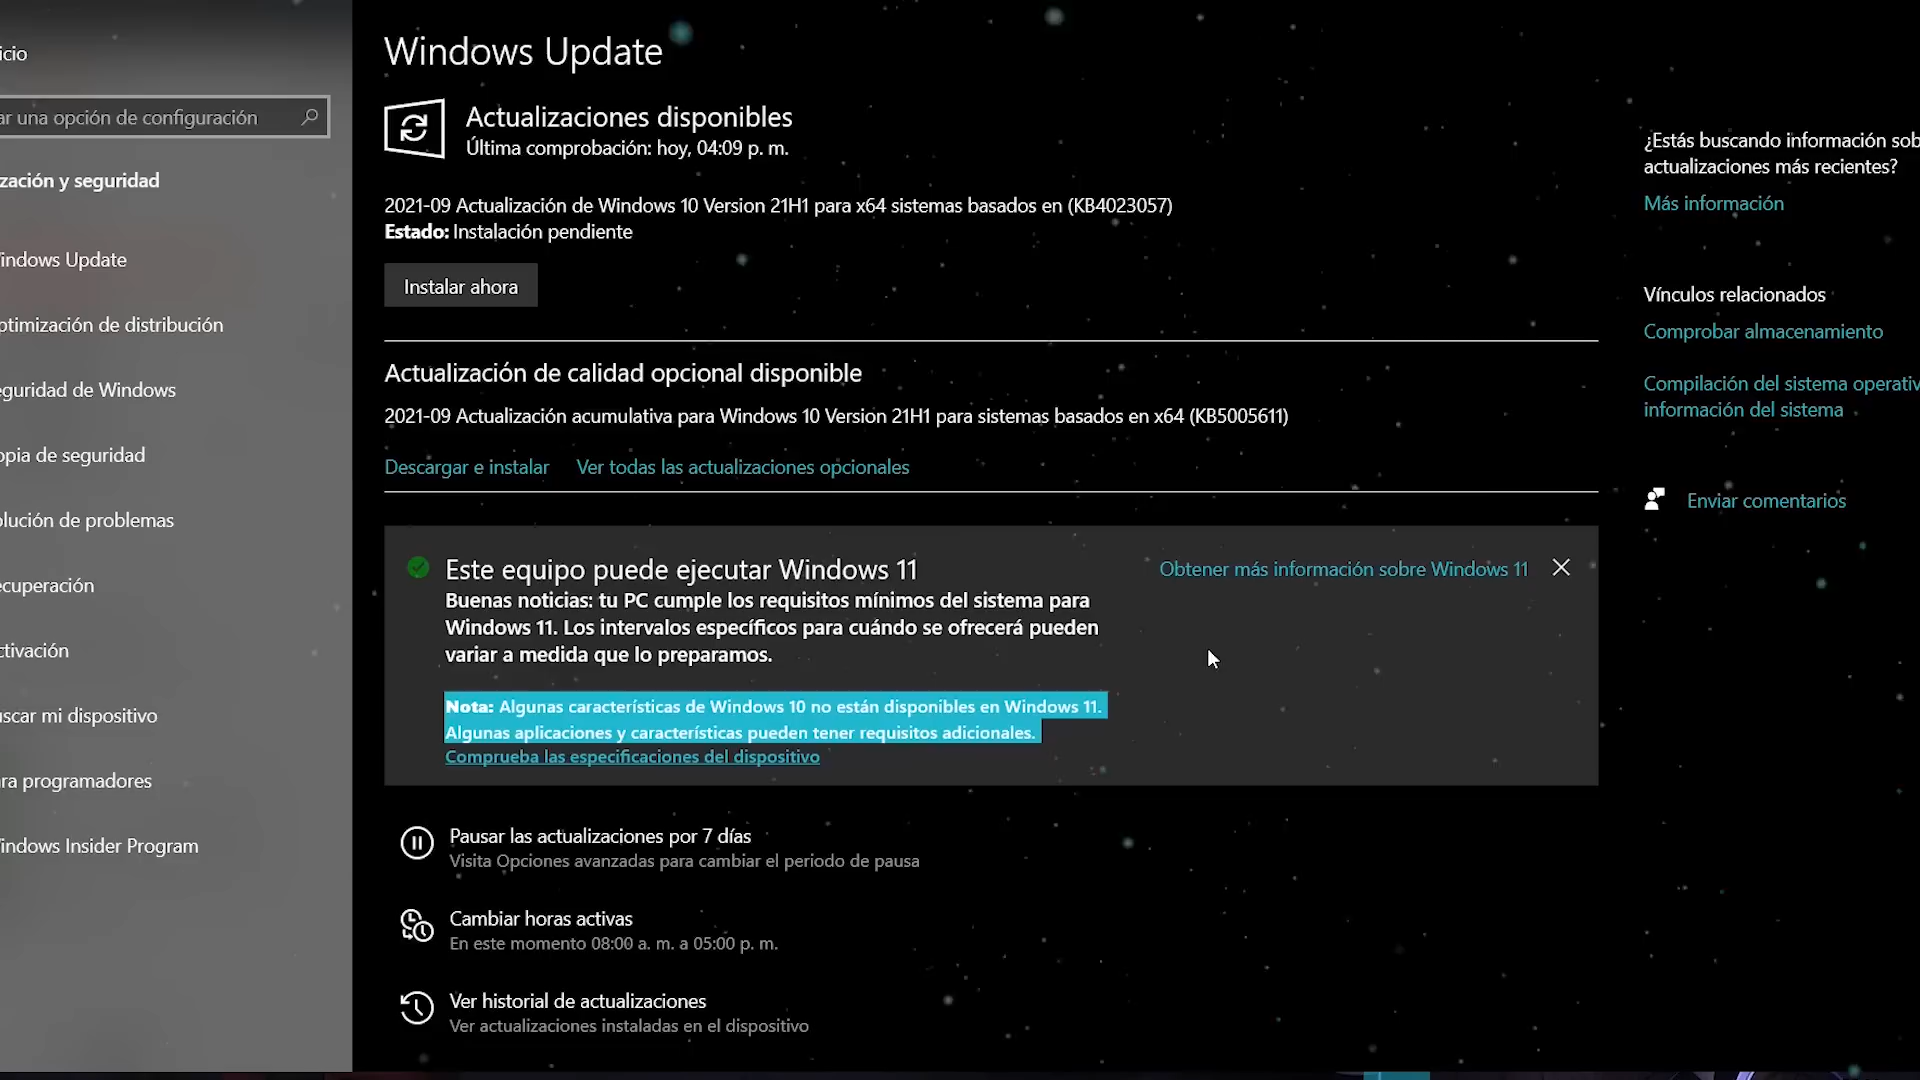 icio
ar una opción de configuración
zación y seguridad
indows Update
ptimización de distribución
eguridad de Windows
opia de seguridad
olución de problemas
ecuperación
ctivación
uscar mi dispositivo
ra programadores
indows Insider Program
Windows Update
Actualizaciones disponibles
Última comprobación: hoy, 04:09 p. m.
2021-09 Actualización de Windows 10 Version 21H1 para x64 sistemas basados en (KB4023057)
Estado: Instalación pendiente
Instalar ahora
Actualización de calidad opcional disponible
2021-09 Actualización acumulativa para Windows 10 Version 21H1 para sistemas basados en x64 (KB5005611)
Descargar e instalar Ver todas las actualizaciones opcionales
Este equipo puede ejecutar Windows 11
Obtener más información sobre Windows 11
Buenas noticias: tu PC cumple los requisitos mínimos del sistema para
Windows 11. Los intervalos específicos para cuándo se ofrecerá pueden
variar a medida que lo preparamos.
Nota: Algunas características de Windows 10 no están disponibles en Windows 11.
Algunas aplicaciones y características pueden tener requisitos adicionales.
Comprueba las especificaciones del dispositivo
Pausar las actualizaciones por 7 días
Visita Opciones avanzadas para cambiar el periodo de pausa
Cambiar horas activas
En este momento 08:00 a. m. a 05:00 p. m.
Ver historial de actualizaciones
Ver actualizaciones instaladas en el dispositivo
¿Estás buscando información sob
actualizaciones más recientes?
Más información
Vínculos relacionados
Comprobar almacenamiento
Compilación del sistema operativ
información del sistema
Enviar comentarios